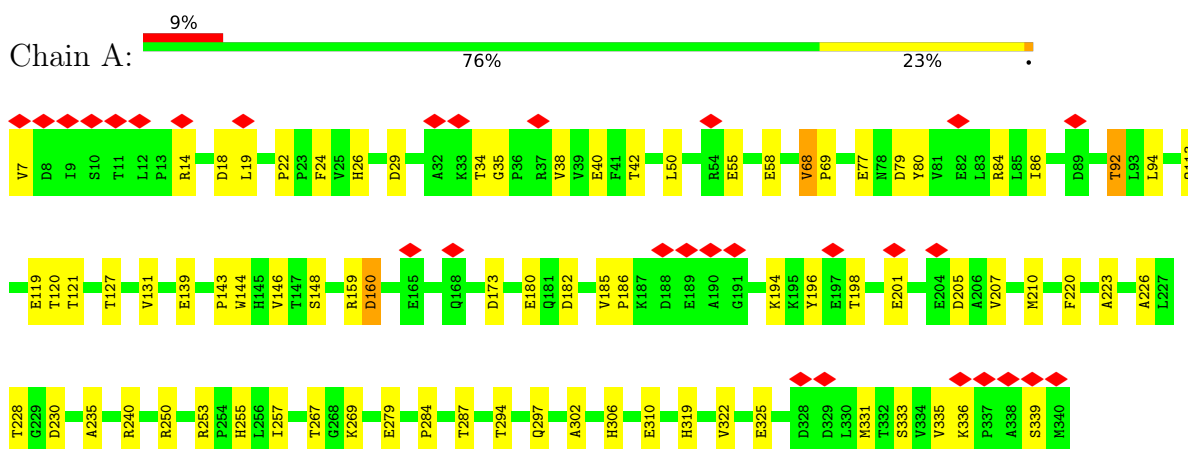 9%
Chain A:
76% 23% •
V7 D8 I9 S10 T11 L12 P13 R14 D18 L19 P22 P23 F24 V25 H26 D29 A32 K33 T34 G35 P36 R37 V38 V39 E40 F41 T42 L50 R54 E55 E58 V68 P69 E77 N78 D79 Y80 V81 E82 L83 R84 L85 I86 D89 T92 L93 L94
E119 T120 T121 T127 V131 E139 P143 W144 H145 V146 T147 S148 R159 D160 E165 Q168 D173 E180 Q181 D182 V185 P186 K187 D188 E189 A190 G191 K194 K195 Y196 E197 T198 E201 E204 D205 A206 V207 M210 F220 A223 A226 L227
T228 G229 D230 A235 R240 R250 R253 P254 H255 L256 I257 T267 G268 K269 E279 P284 T287 T294 Q297 A302 H306 E310 H319 V322 E325 D328 D329 L330 M331 T332 S333 V334 V335 K336 P337 A338 S339 M340